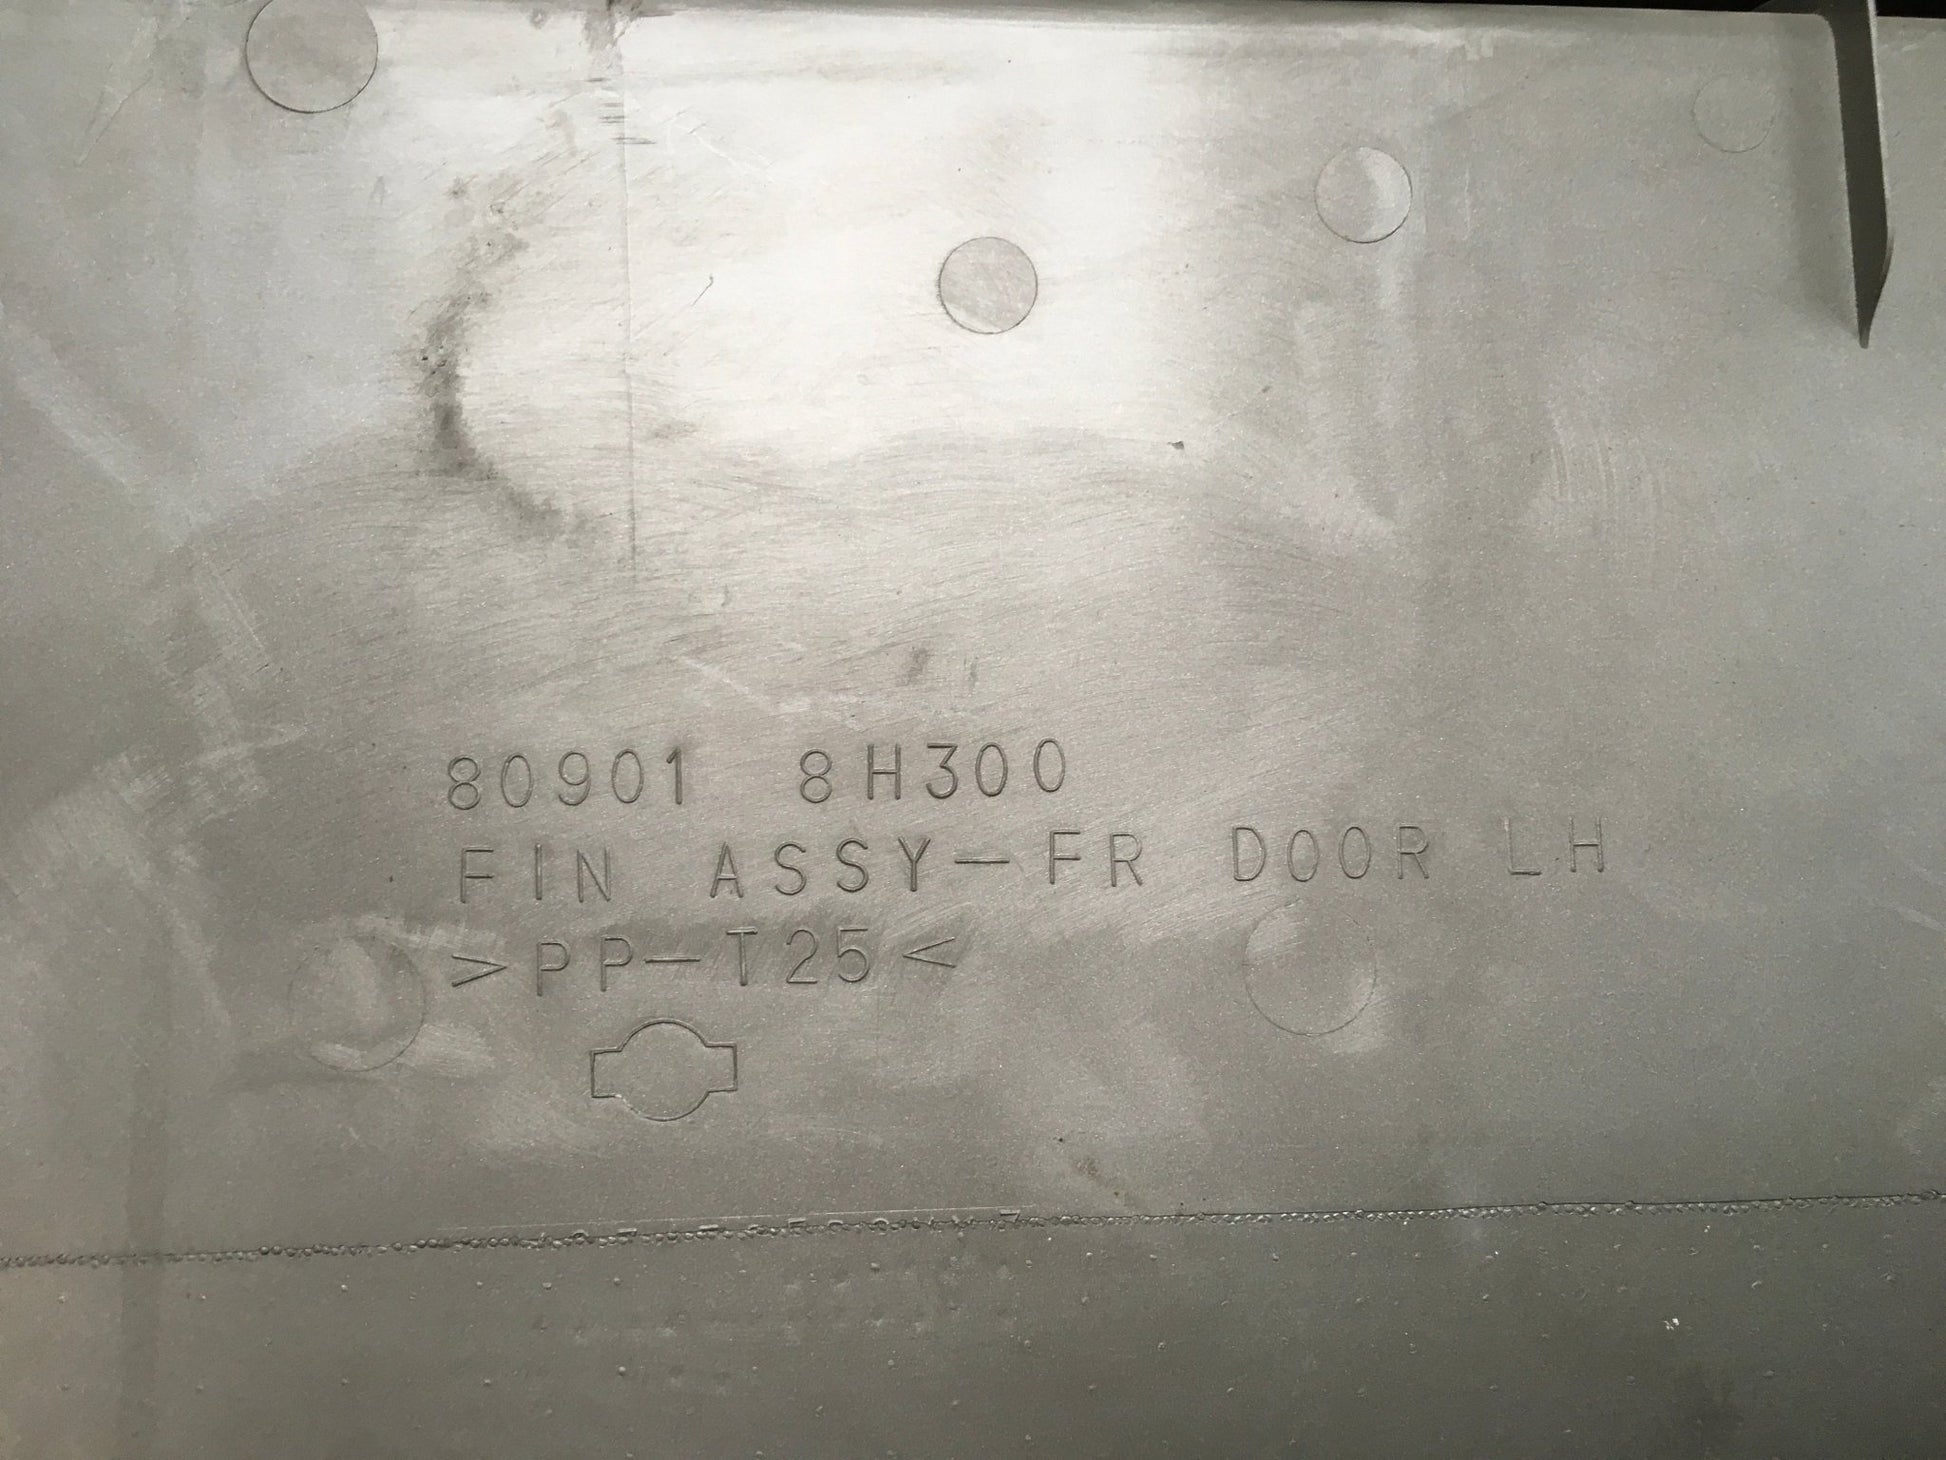 80901 8H300
FIN ASSY-FR DOOR LH
>PP-T25<